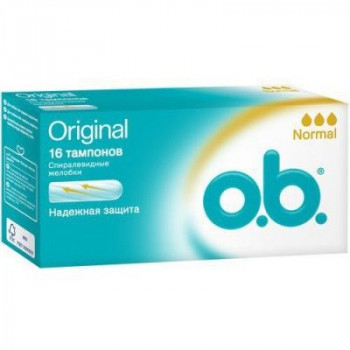 Original
16 тампонов
Спиралевидные
желобки
Надежная защита
Normal
o.b.®